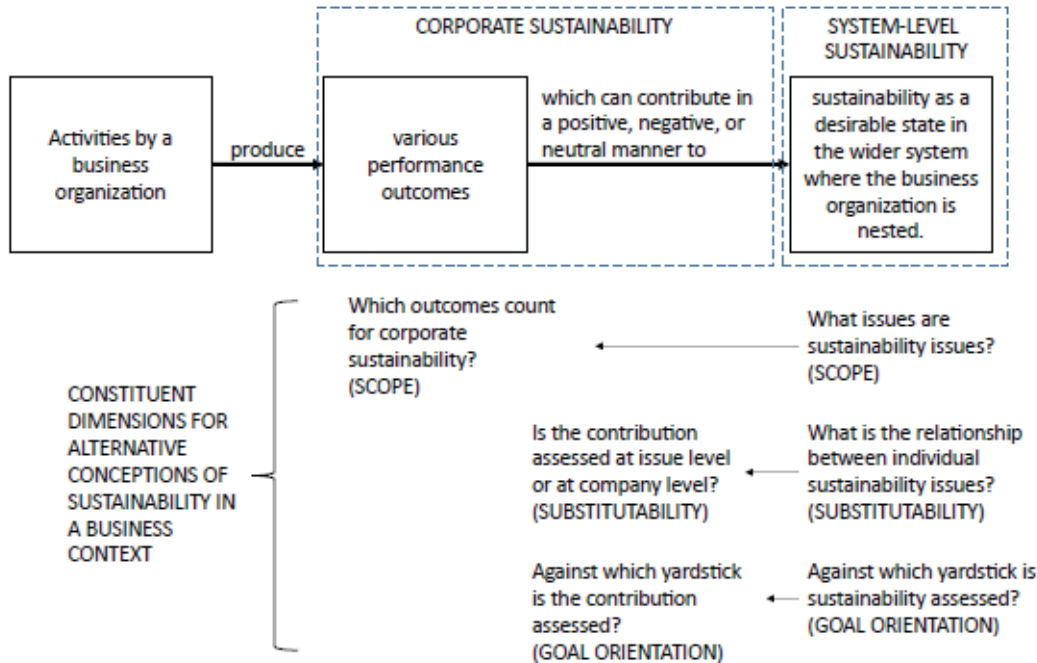 CORPORATE SUSTAINABILITY
SYSTEM-LEVEL
SUSTAINABILITY
Activities by a
business
organization
produce
various
performance
outcomes
which can contribute in
a positive, negative, or
neutral manner to
sustainability as a
desirable state in
the wider system
where the business
organization is
nested.
CONSTITUENT
DIMENSIONS FOR
ALTERNATIVE
CONCEPTIONS OF
SUSTAINABILITY IN
A BUSINESS
CONTEXT
Which outcomes count
for corporate
sustainability?
(SCOPE)
What issues are
sustainability issues?
(SCOPE)
Is the contribution
assessed at issue level
or at company level?
(SUBSTITUTABILITY)
What is the relationship
between individual
sustainability issues?
(SUBSTITUTABILITY)
Against which yardstick
is the contribution
assessed?
(GOAL ORIENTATION)
Against which yardstick is
sustainability assessed?
(GOAL ORIENTATION)